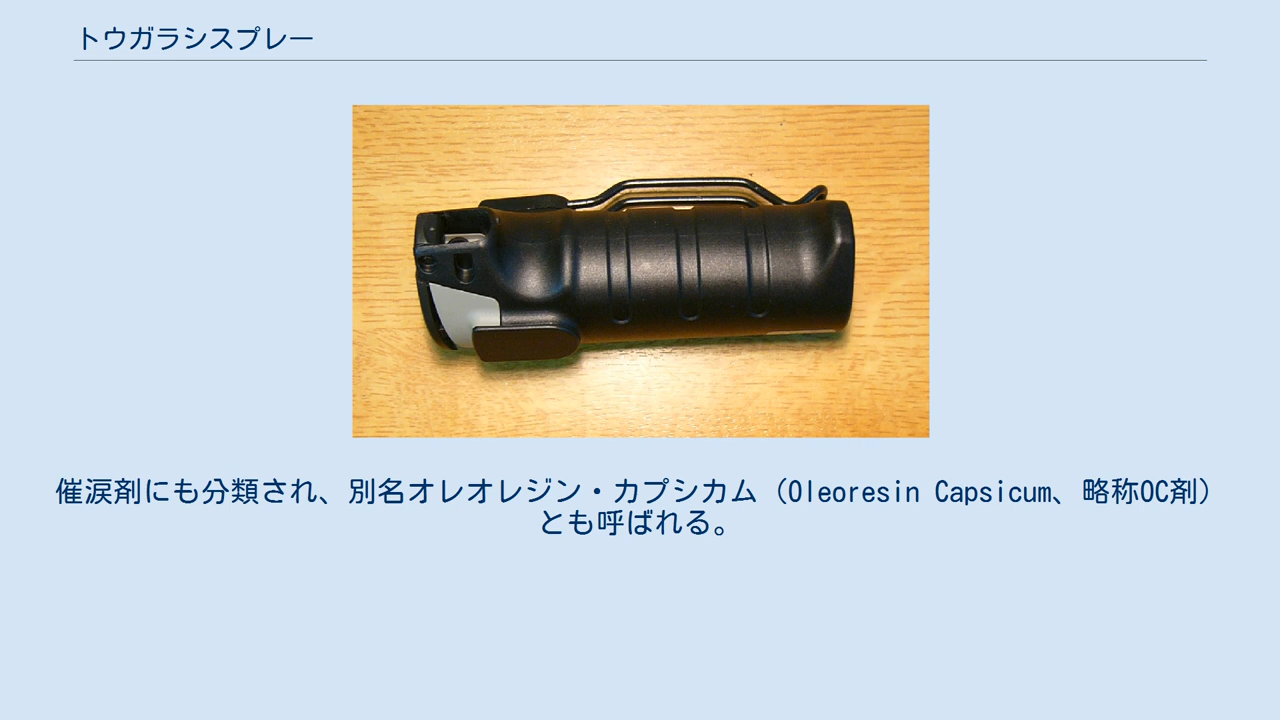 トウガラシスプレー
催涙剤にも分類され、別名オレオレジン・カプシカム（Oleoresin Capsicum、略称OC剤）
とも呼ばれる。